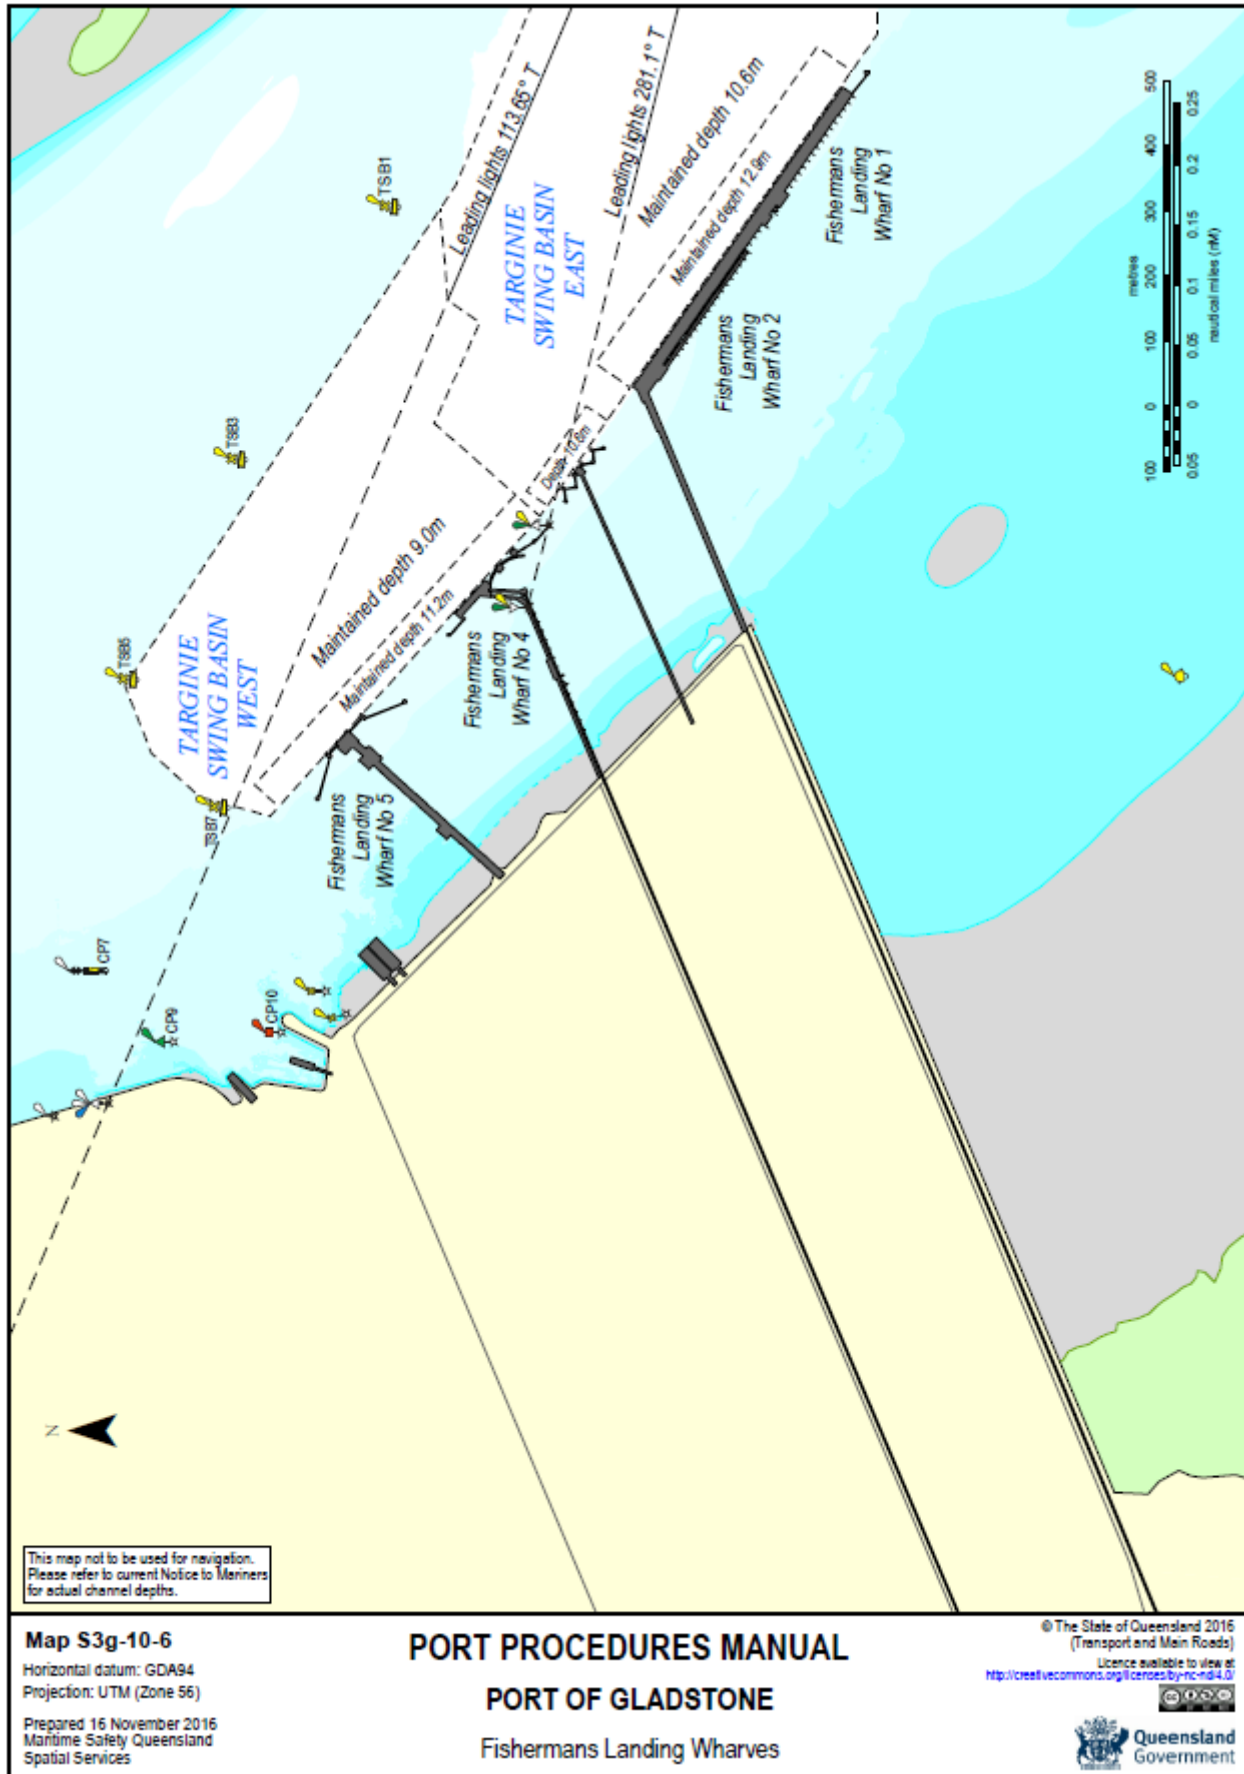 TSB1
Leading lights 113.65° T
Leading lights 281.1° T
Maintained depth 10.6m
TARGINIE
SWING BASIN
EAST
Maintained depth 12.9m
Fishermans
Landing
Wharf No 1
Fishermans
Landing
Wharf No 2
TSB3
Depth 10.6m
Maintained depth 9.0m
Maintained depth 11.2m
Fishermans
Landing
Wharf No 4
TSB5
TARGINIE
SWING BASIN
WEST
TSB7
Fishermans
Landing
Wharf No 5
CP7
CP9
CP10
metres
100 0 100 200 300 400 500
0.05 0 0.05 0.1 0.15 0.2 0.25
nautical miles (nM)
N
This map not to be used for navigation.
Please refer to current Notice to Mariners
for actual channel depths.
Map S3g-10-6
Horizontal datum: GDA94
Projection: UTM (Zone 56)
Prepared 16 November 2016
Maritime Safety Queensland
Spatial Services
PORT PROCEDURES MANUAL
PORT OF GLADSTONE
Fishermans Landing Wharves
© The State of Queensland 2016
(Transport and Main Roads)
Licence available to view at
http://creativecommons.org/licenses/by-nc-nd/4.0/
Queensland
Government